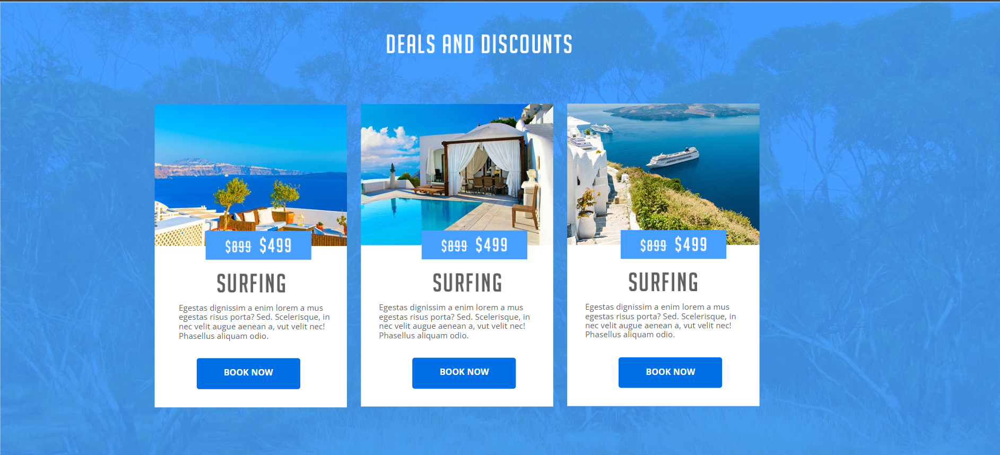 DEALS AND DISCOUNTS
$899 $499
SURFING
Egestas dignissim a enim lorem a mus
egestas risus porta? Sed. Scelerisque, in
nec velit augue aenean a, vut velit nec!
Phasellus aliquam odio.
BOOK NOW
$899 $499
SURFING
Egestas dignissim a enim lorem a mus
egestas risus porta? Sed. Scelerisque, in
nec velit augue aenean a, vut velit nec!
Phasellus aliquam odio.
BOOK NOW
$899 $499
SURFING
Egestas dignissim a enim lorem a mus
egestas risus porta? Sed. Scelerisque, in
nec velit augue aenean a, vut velit nec!
Phasellus aliquam odio.
BOOK NOW